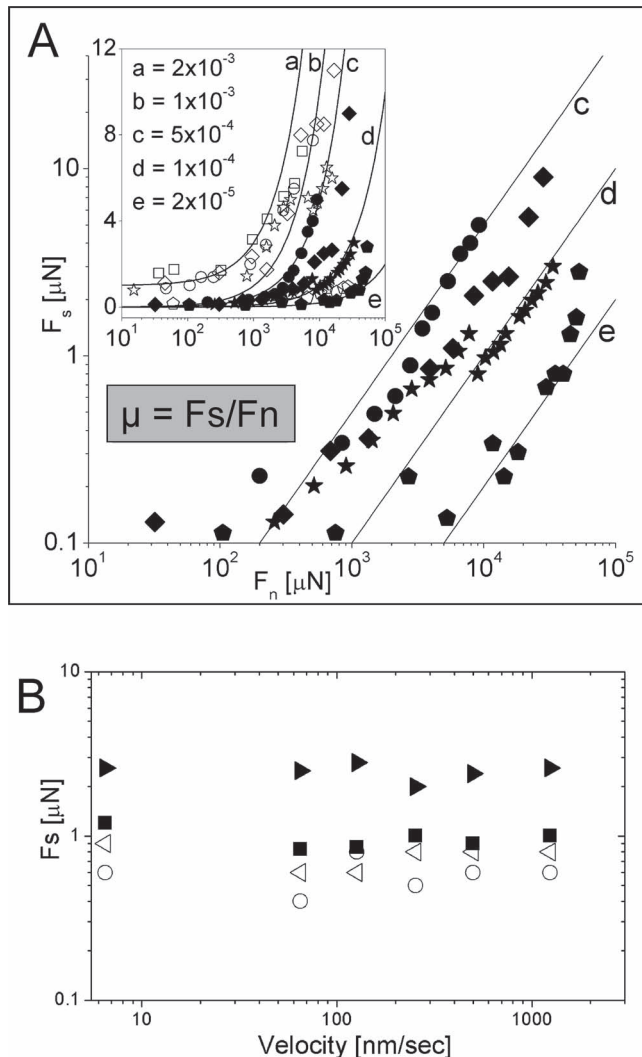 A
12
8
4
0
a = 2x10⁻³
b = 1x10⁻³
c = 5x10⁻⁴
d = 1x10⁻⁴
e = 2x10⁻⁵
a
b
c
d
e
10¹ 10² 10³ 10⁴ 10⁵
c
d
e
10
1
0.1
Fₛ [µN]
µ = Fs/Fn
10¹ 10² 10³ 10⁴ 10⁵
Fₙ [µN]
B
10
1
0.1
Fs [µN]
10 100 1000
Velocity [nm/sec]